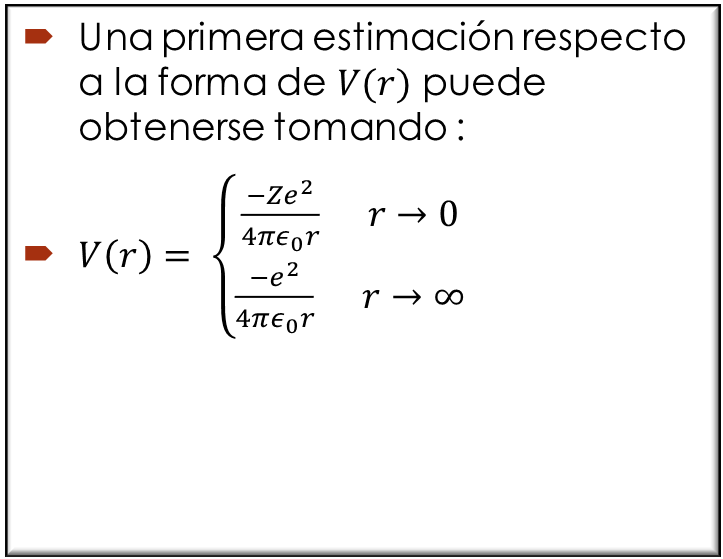 Una primera estimación respecto
a la forma de V(r) puede
obtenerse tomando :
V(r) = { −Ze² / 4πϵ₀r    r → 0
−e² / 4πϵ₀r    r → ∞